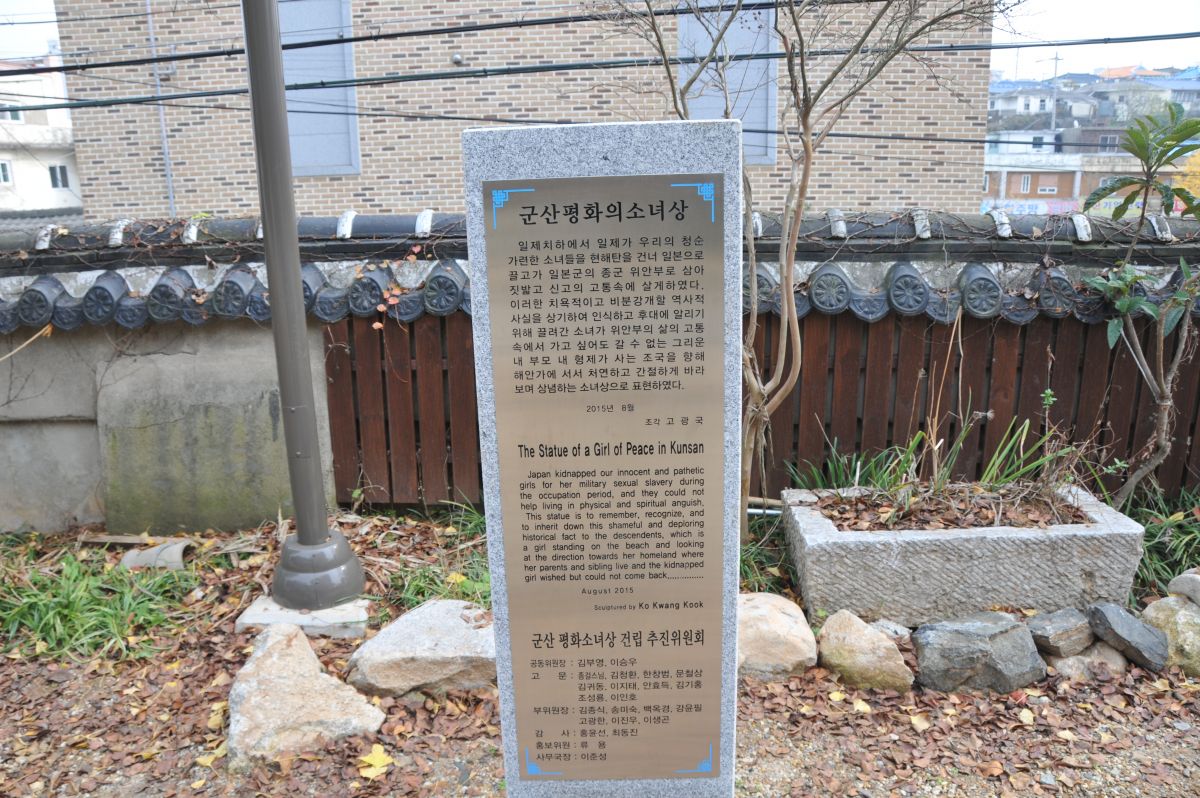 군산평화의소녀상
일제치하에서 일제가 우리의 청순
가련한 소녀들을 현해탄을 건너 일본으로
끌고가 일본군의 종군 위안부로 삼아
짓밟고 신고의 고통속에 살게하였다.
이러한 치욕적이고 비분강개할 역사적
사실을 상기하여 인식하고 후대에 알리기
위해 끌려간 소녀가 위안부의 삶의 고통
속에서 가고 싶어도 갈 수 없는 그리운
내 부모 내 형제가 사는 조국을 향해
해안가에 서서 처연하고 간절하게 바라
보며 상념하는 소녀상으로 표현하였다.
2015년 8월
조각 고 광 국
The Statue of a Girl of Peace in Kunsan
Japan kidnapped our innocent and pathetic
girls for her military sexual slavery during
the occupation period, and they could not
help living in physical and spiritual anguish.
This statue is to remember, recognize, and
to inherit down this shameful and deploring
historical fact to the descendents, which is
a girl standing on the beach and looking
at the direction towards her homeland where
her parents and sibling live and the kidnapped
girl wished but could not come back...............
August 2015
Sculptured by Ko Kwang Kook
군산 평화소녀상 건립 추진위원회
공동위원장 : 김부영, 이승우
고 문 : 종걸스님, 김정환, 한창범, 문철상
김귀동, 이지태, 안효득, 김기홍
조성룡, 이인호
부위원장 : 김종식, 송미숙, 백옥경, 강윤필
고광한, 이진우, 이생곤
감 사 : 홍윤선, 최동진
홍보위원 : 류 용
사무국장 : 이준성